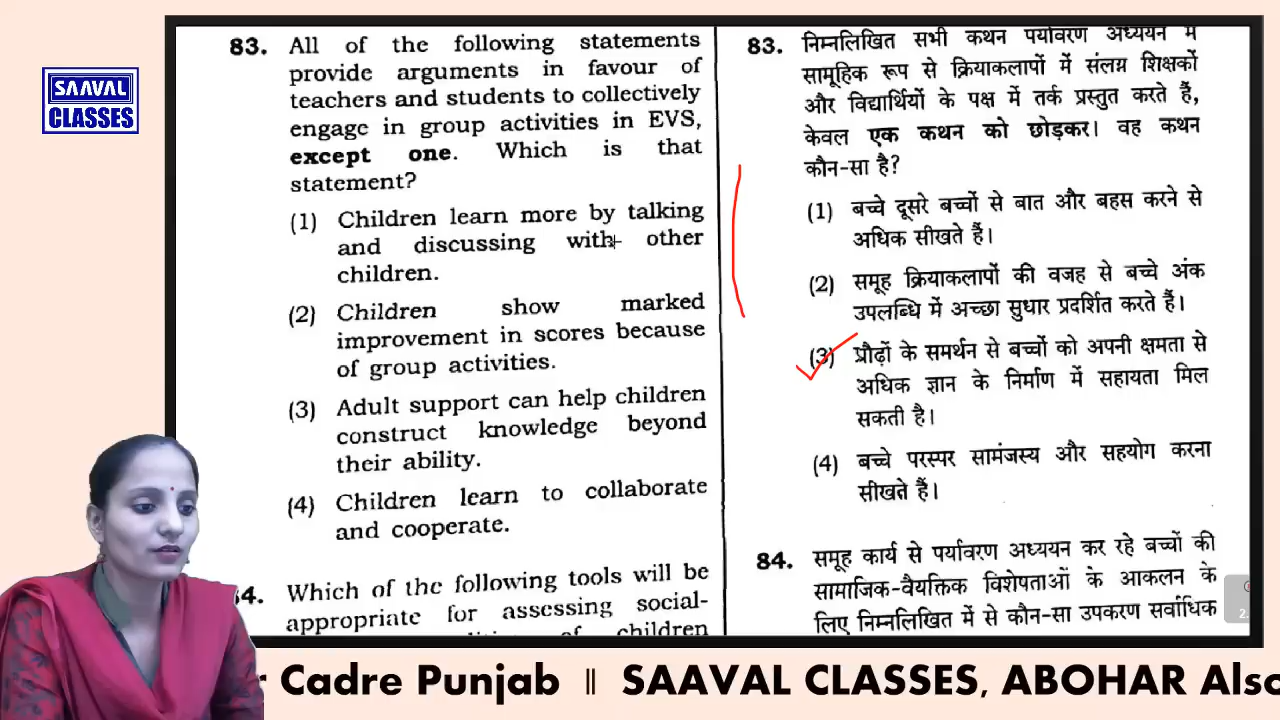 SAAVAL
CLASSES
83. All of the following statements
provide arguments in favour of
teachers and students to collectively
engage in group activities in EVS,
except one. Which is that
statement?
(1) Children learn more by talking
and discussing with other
children.
(2) Children show marked
improvement in scores because
of group activities.
(3) Adult support can help children
construct knowledge beyond
their ability.
(4) Children learn to collaborate
and cooperate.
84. Which of the following tools will be
appropriate for assessing social-
of children
83. निम्नलिखित सभी कथन पर्यावरण अध्ययन में
सामूहिक रूप से क्रियाकलापों में संलग्न शिक्षकों
और विद्यार्थियों के पक्ष में तर्क प्रस्तुत करते हैं,
केवल एक कथन को छोड़कर। वह कथन
कौन-सा है?
(1) बच्चे दूसरे बच्चों से बात और बहस करने से
अधिक सीखते हैं।
(2) समूह क्रियाकलापों की वजह से बच्चे अंक
उपलब्धि में अच्छा सुधार प्रदर्शित करते हैं।
(3) प्रौढ़ों के समर्थन से बच्चों को अपनी क्षमता से
अधिक ज्ञान के निर्माण में सहायता मिल
सकती है।
(4) बच्चे परस्पर सामंजस्य और सहयोग करना
सीखते हैं।
84. समूह कार्य से पर्यावरण अध्ययन कर रहे बच्चों की
सामाजिक-वैयक्तिक विशेषताओं के आकलन के
लिए निम्नलिखित में से कौन-सा उपकरण सर्वाधिक
Cadre Punjab || SAAVAL CLASSES, ABOHAR Also